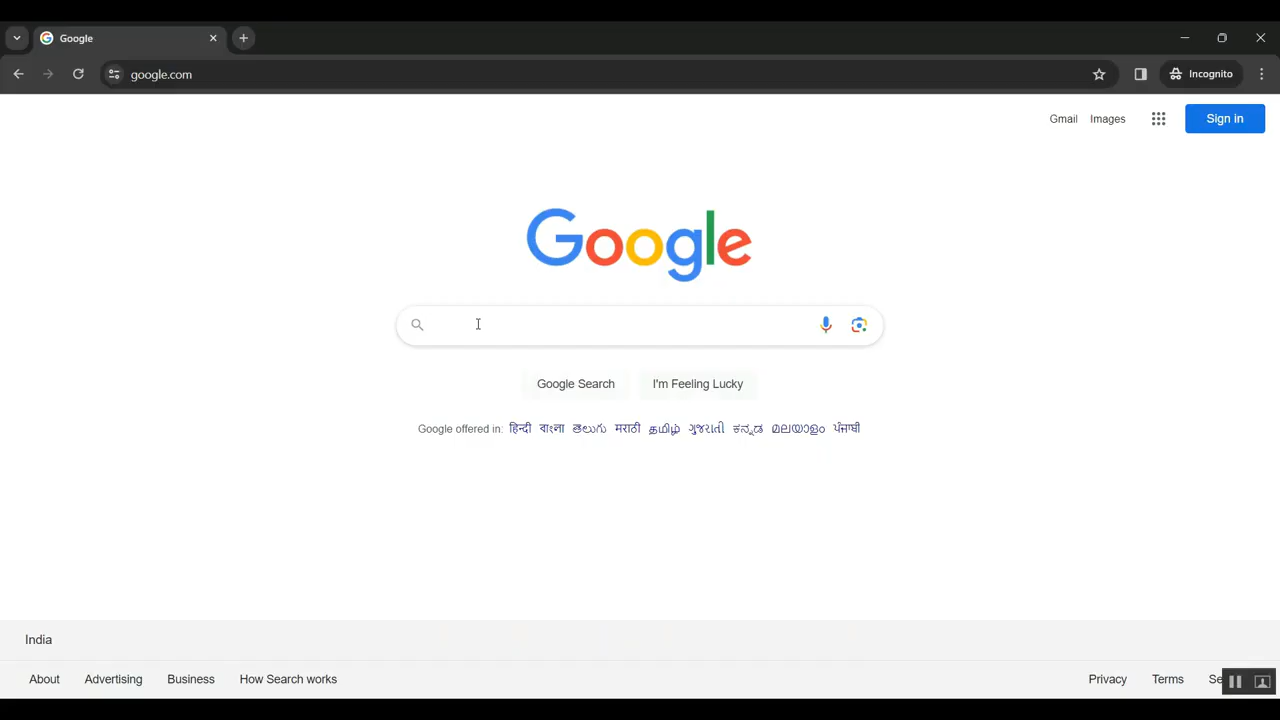 Google
google.com
Incognito
Gmail Images Sign in
Google
Google Search I'm Feeling Lucky
Google offered in: हिन्दी বাংলা తెలుగు मराठी தமிழ் ગુજરાતી ಕನ್ನಡ മലയാളം ਪੰਜਾਬੀ
India
About Advertising Business How Search works Privacy Terms Se